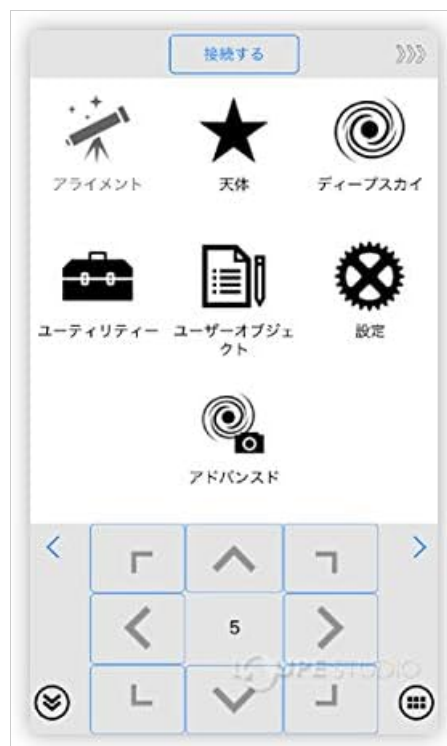 接続する
アライメント
天体
ディープスカイ
ユーティリティー
ユーザーオブジェ
クト
設定
アドバンスド
5
LOUPE STUDIO